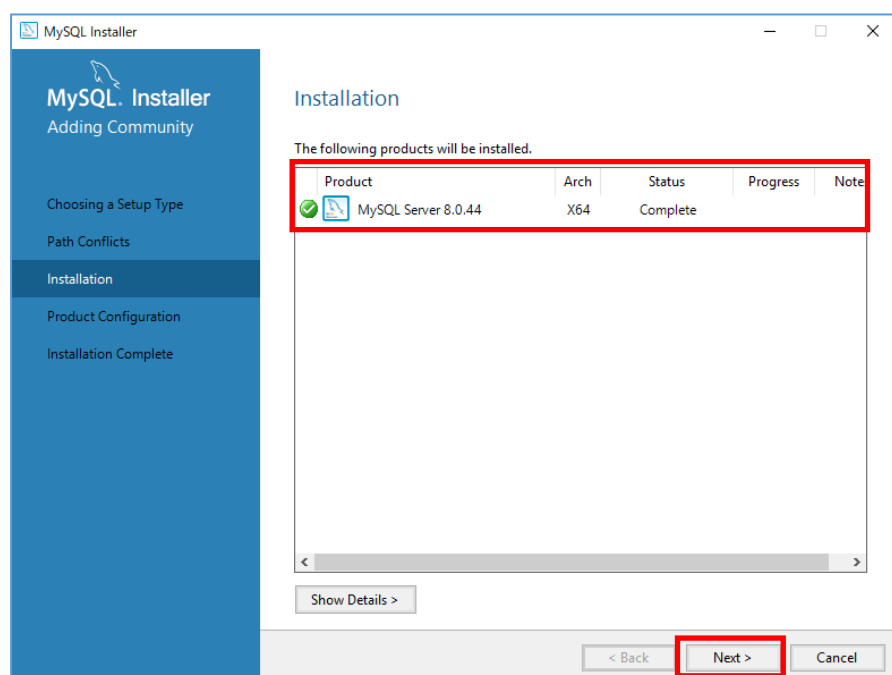 MySQL Installer
MySQL. Installer
Adding Community
Choosing a Setup Type
Path Conflicts
Installation
Product Configuration
Installation Complete
Installation
The following products will be installed.
Product Arch Status Progress Note
MySQL Server 8.0.44 X64 Complete
Show Details >
< Back Next > Cancel